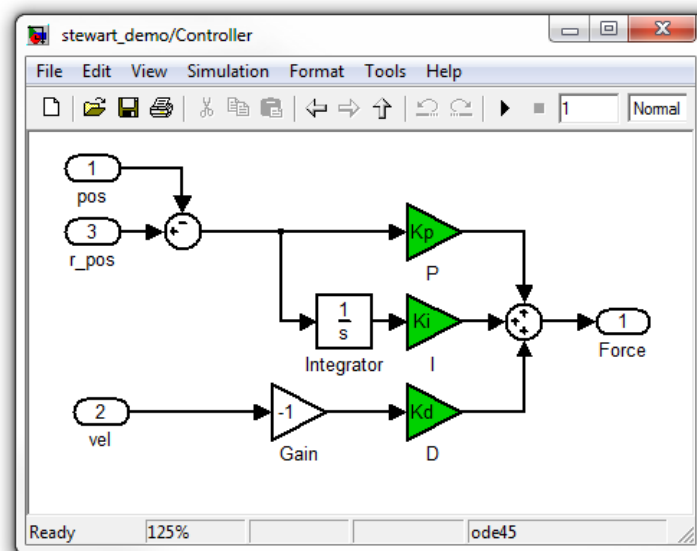 stewart_demo/Controller
File Edit View Simulation Format Tools Help
1 Normal
1
pos
3
r_pos
- +
Kp
P
1
s
Integrator
Ki
I
+ + +
1
Force
2
vel
-1
Gain
Kd
D
Ready 125% ode45